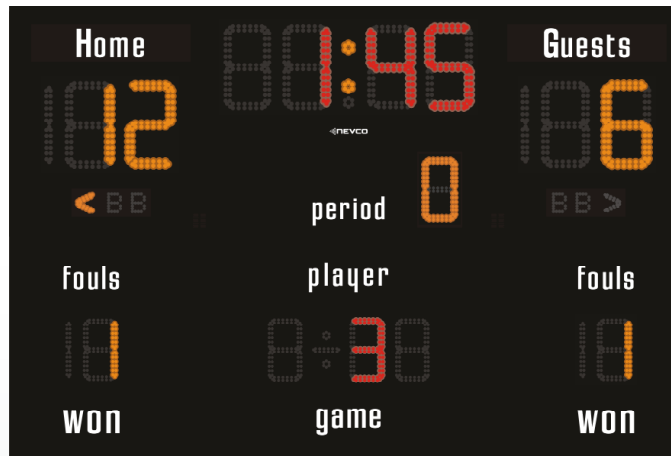 Home 1:45 Guests
12 6
NEVCO
period 0
fouls player fouls
1 3 1
won game won